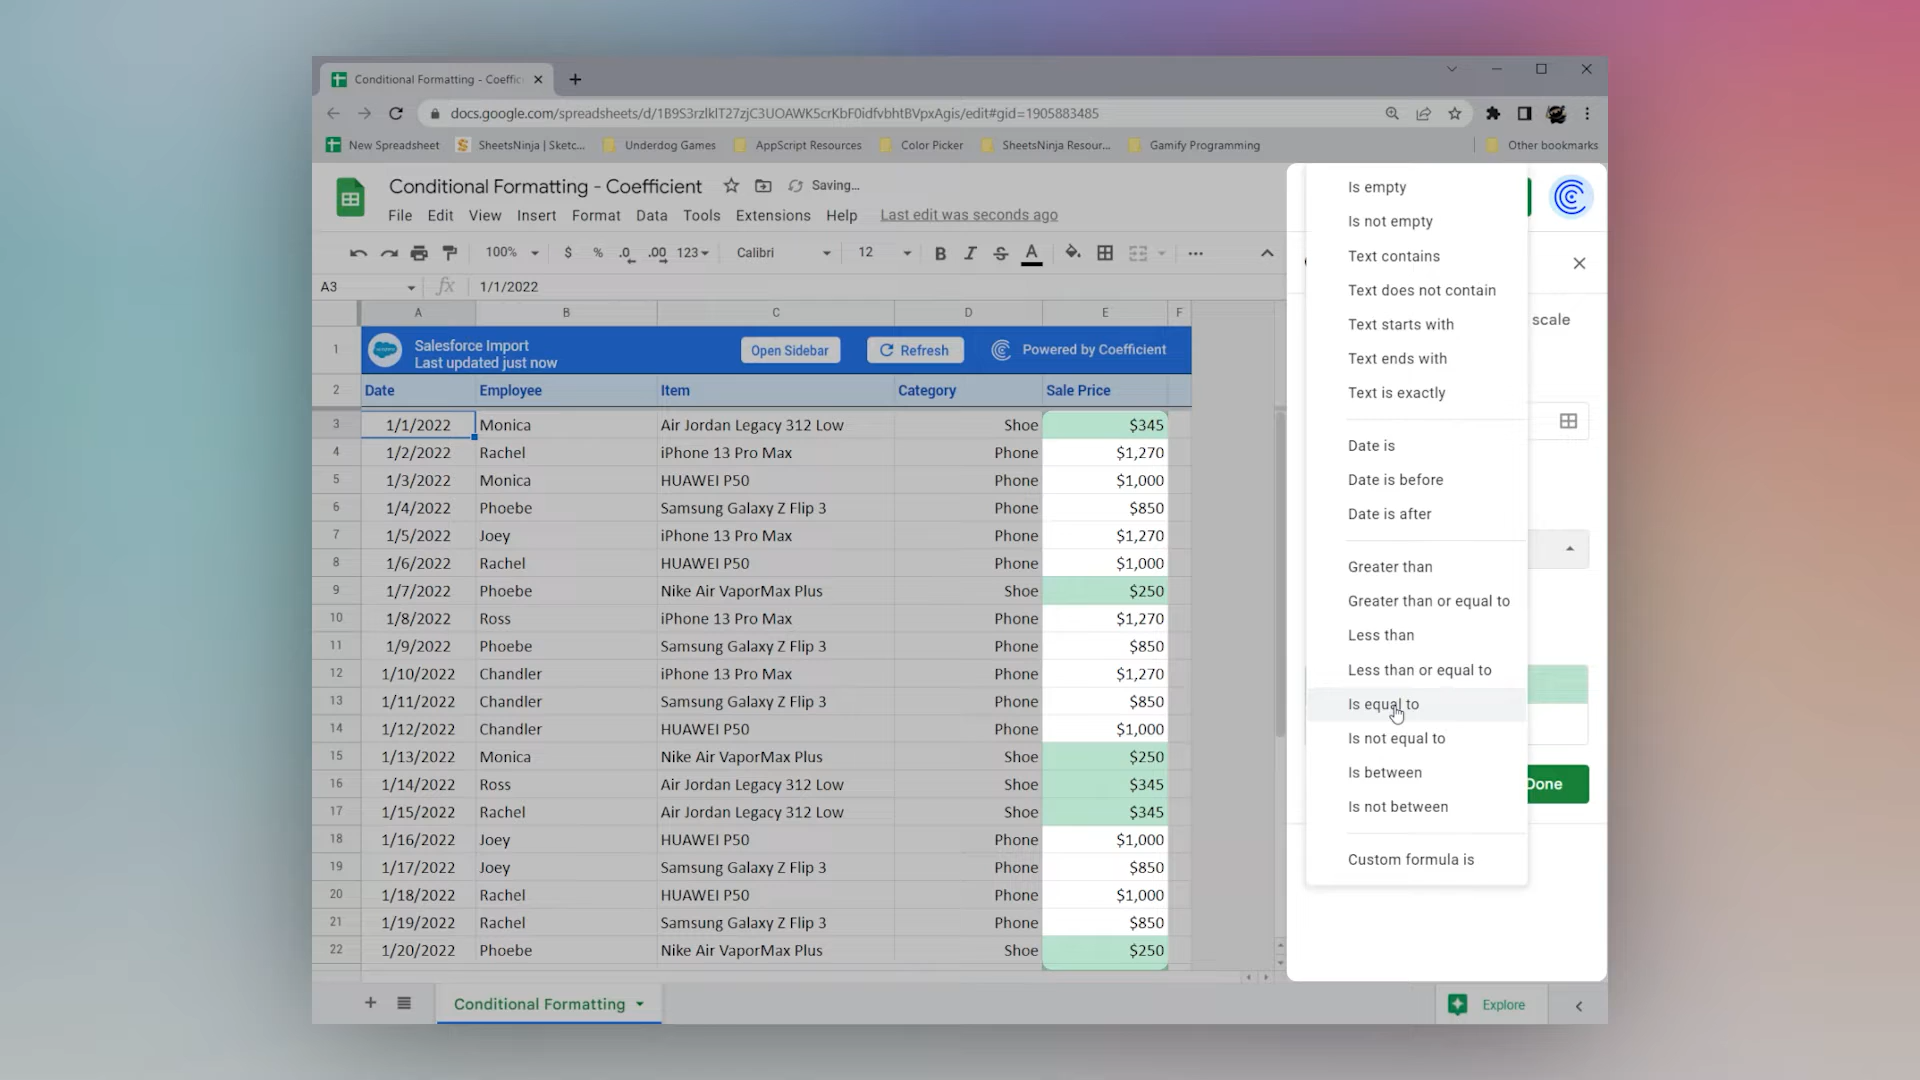 Conditional Formatting - Coeffic
docs.google.com/spreadsheets/d/1B9S3rzlklT27zjC3UOAWK5crKbF0idfvbhtBVpxAgis/edit#gid=1905883485
New Spreadsheet SheetsNinja | Sketc... Underdog Games AppScript Resources Color Picker SheetsNinja Resour... Gamify Programming Other bookmarks
Conditional Formatting - Coefficient Saving...
File Edit View Insert Format Data Tools Extensions Help Last edit was seconds ago
100% $ % .0 .00 123 Calibri 12 B I S A ...
A3 fx 1/1/2022
A B C D E F
1 Salesforce Import
Last updated just now
Open Sidebar Refresh Powered by Coefficient
2 Date Employee Item Category Sale Price
3 1/1/2022 Monica Air Jordan Legacy 312 Low Shoe $345
4 1/2/2022 Rachel iPhone 13 Pro Max Phone $1,270
5 1/3/2022 Monica HUAWEI P50 Phone $1,000
6 1/4/2022 Phoebe Samsung Galaxy Z Flip 3 Phone $850
7 1/5/2022 Joey iPhone 13 Pro Max Phone $1,270
8 1/6/2022 Rachel HUAWEI P50 Phone $1,000
9 1/7/2022 Phoebe Nike Air VaporMax Plus Shoe $250
10 1/8/2022 Ross iPhone 13 Pro Max Phone $1,270
11 1/9/2022 Phoebe Samsung Galaxy Z Flip 3 Phone $850
12 1/10/2022 Chandler iPhone 13 Pro Max Phone $1,270
13 1/11/2022 Chandler Samsung Galaxy Z Flip 3 Phone $850
14 1/12/2022 Chandler HUAWEI P50 Phone $1,000
15 1/13/2022 Monica Nike Air VaporMax Plus Shoe $250
16 1/14/2022 Ross Air Jordan Legacy 312 Low Shoe $345
17 1/15/2022 Rachel Air Jordan Legacy 312 Low Shoe $345
18 1/16/2022 Joey HUAWEI P50 Phone $1,000
19 1/17/2022 Joey Samsung Galaxy Z Flip 3 Phone $850
20 1/18/2022 Rachel HUAWEI P50 Phone $1,000
21 1/19/2022 Rachel Samsung Galaxy Z Flip 3 Phone $850
22 1/20/2022 Phoebe Nike Air VaporMax Plus Shoe $250
Conditional Formatting
Explore
Is empty
Is not empty
Text contains
Text does not contain
Text starts with
scale
Text ends with
Text is exactly
Date is
Date is before
Date is after
Greater than
Greater than or equal to
Less than
Less than or equal to
Is equal to
Is not equal to
Is between
Done
Is not between
Custom formula is